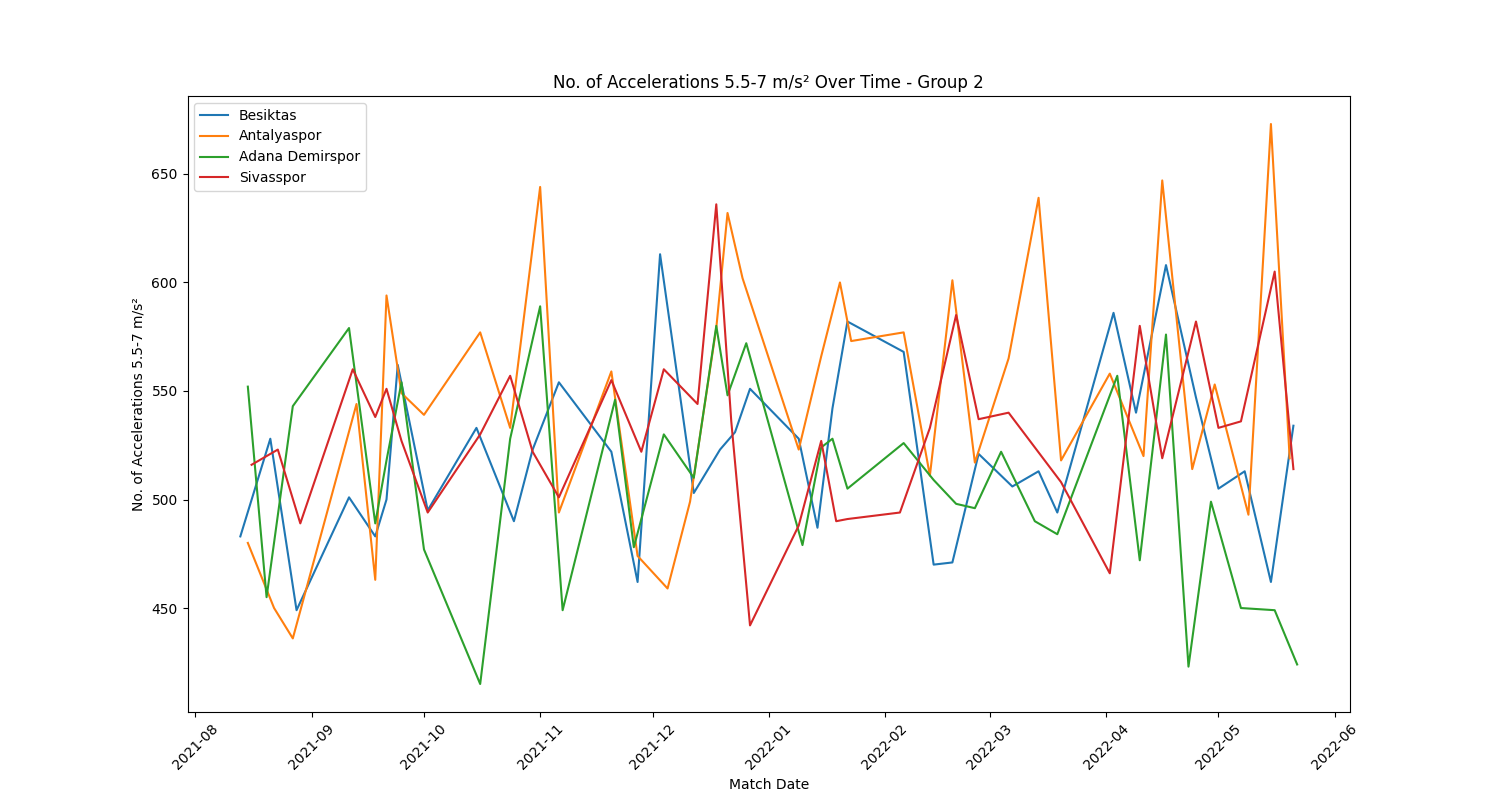 No. of Accelerations 5.5-7 m/s² Over Time - Group 2
Besiktas
Antalyaspor
Adana Demirspor
Sivasspor
No. of Accelerations 5.5-7 m/s²
650
600
550
500
450
2021-08
2021-09
2021-10
2021-11
2021-12
2022-01
2022-02
2022-03
2022-04
2022-05
2022-06
Match Date